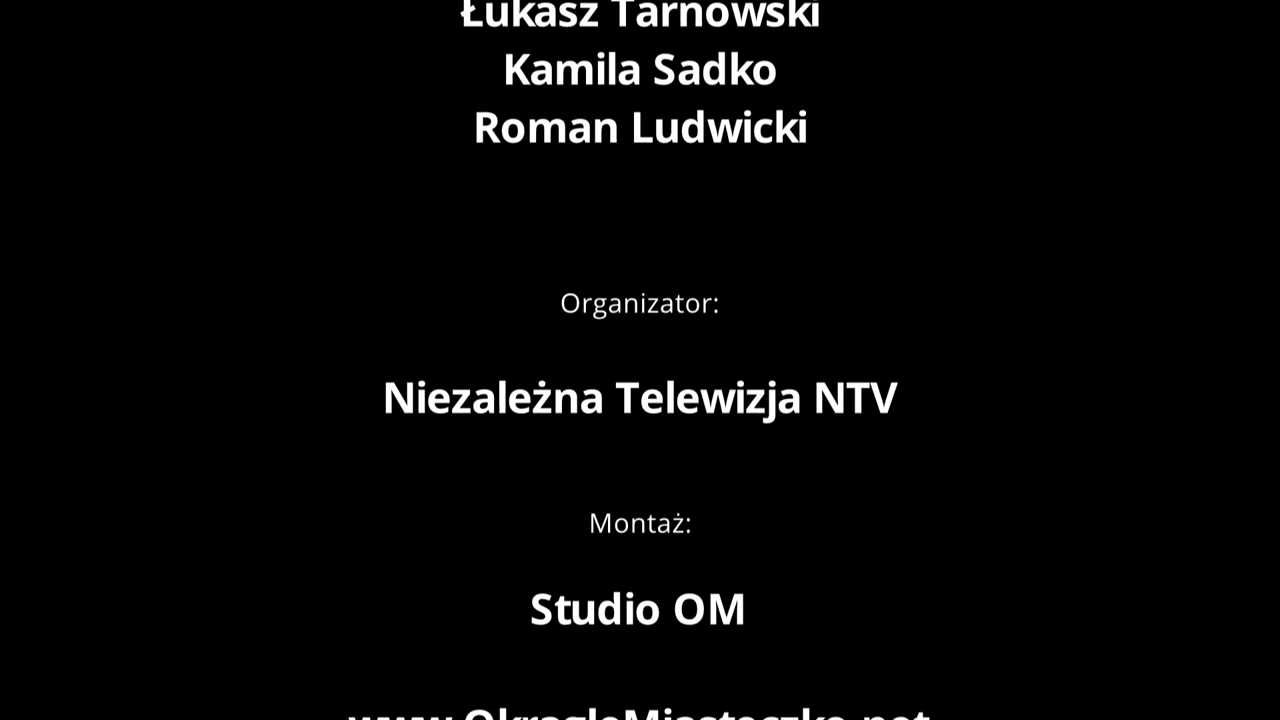 Łukasz Tarnowski
Kamila Sadko
Roman Ludwicki
Organizator:
Niezależna Telewizja NTV
Montaż:
Studio OM